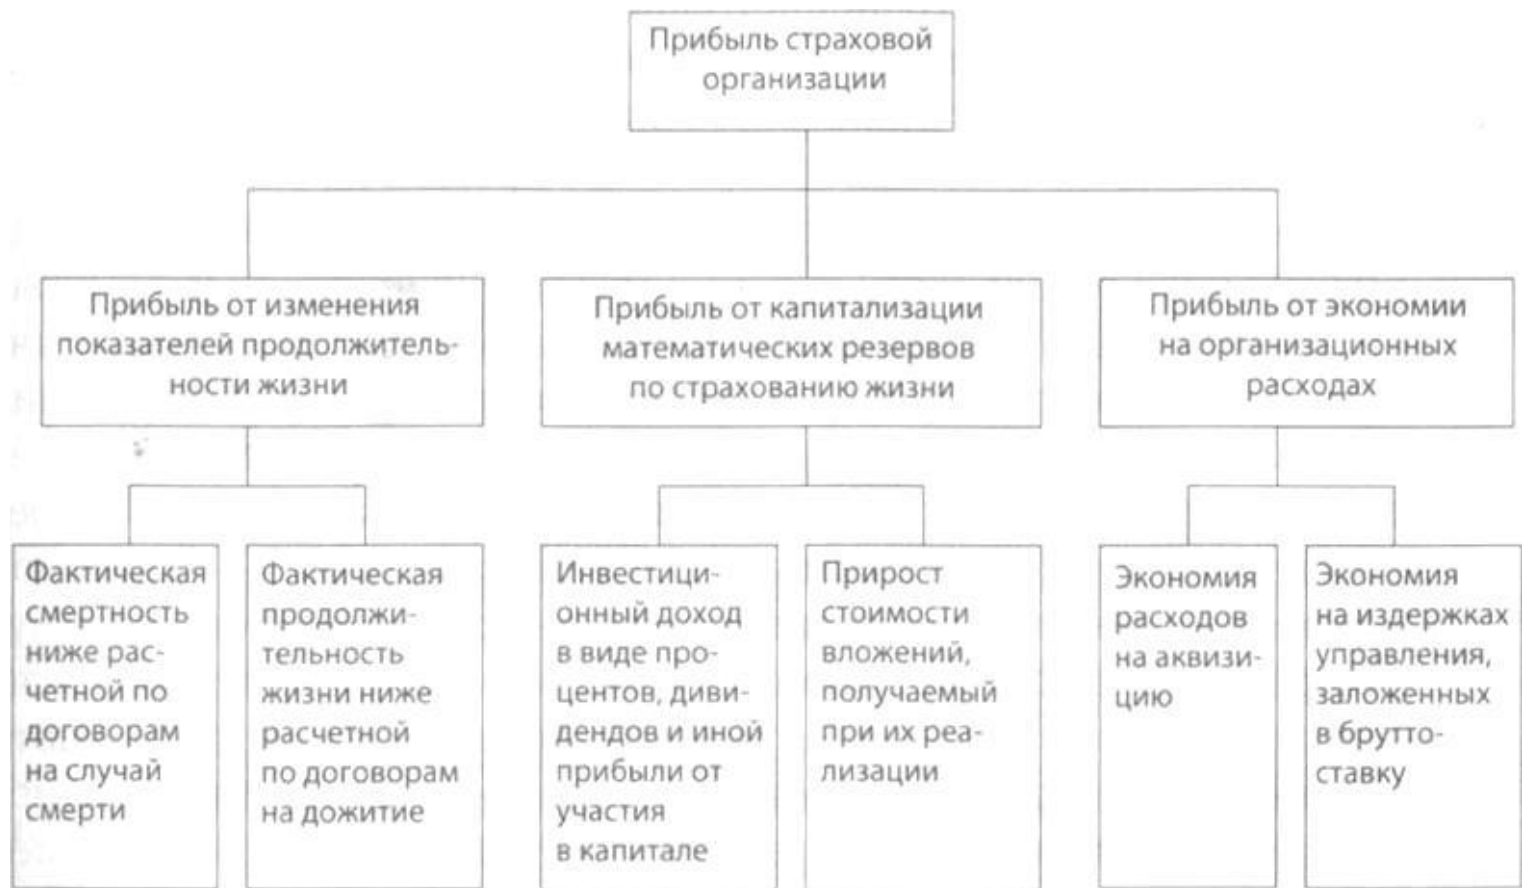 Прибыль страховой
организации
Прибыль от изменения
показателей продолжитель-
ности жизни
Прибыль от капитализации
математических резервов
по страхованию жизни
Прибыль от экономии
на организационных
расходах
Фактическая
смертность
ниже рас-
четной по
договорам
на случай
смерти
Фактическая
продолжи-
тельность
жизни ниже
расчетной
по договорам
на дожитие
Инвестици-
онный доход
в виде про-
центов, диви-
дендов и иной
прибыли от
участия
в капитале
Прирост
стоимости
вложений,
получаемый
при их реа-
лизации
Экономия
расходов
на аквизи-
цию
Экономия
на издержках
управления,
заложенных
в брутто-
ставку